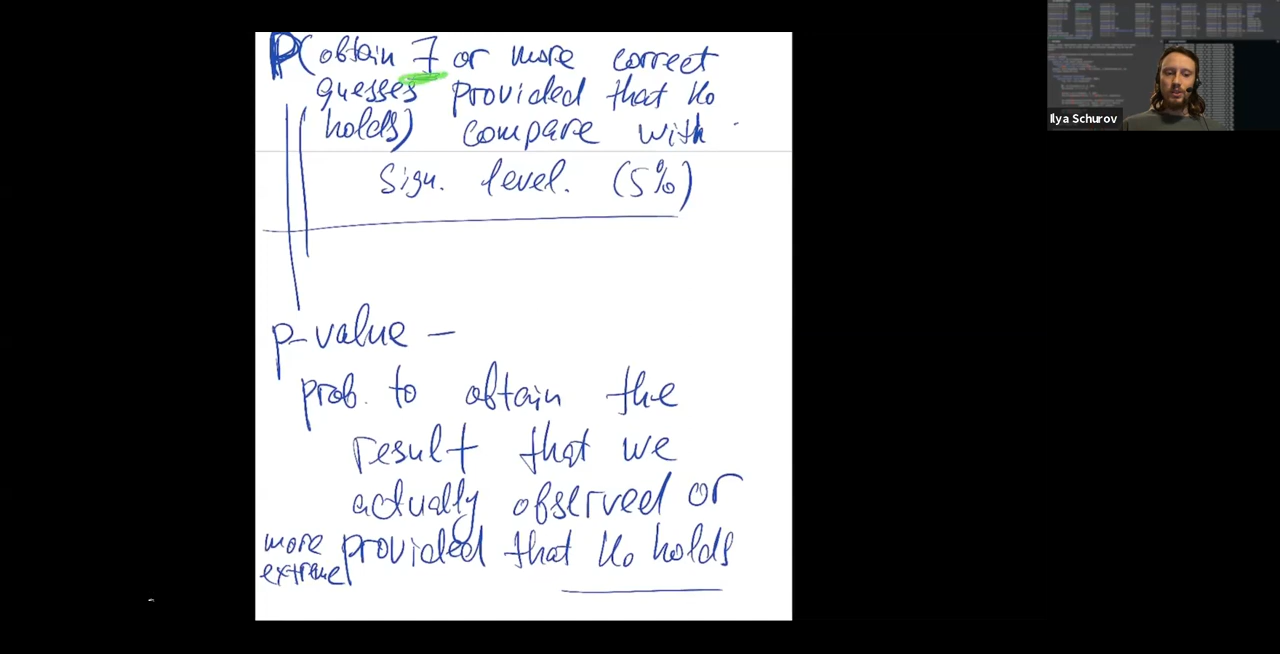 P(obtain 7 or more correct
guesses provided that H₀
holds) compare with
sign. level. (5%)
p-value –
prob. to obtain the
result that we
actually observed or
more extreme provided that H₀ holds
Ilya Schurov